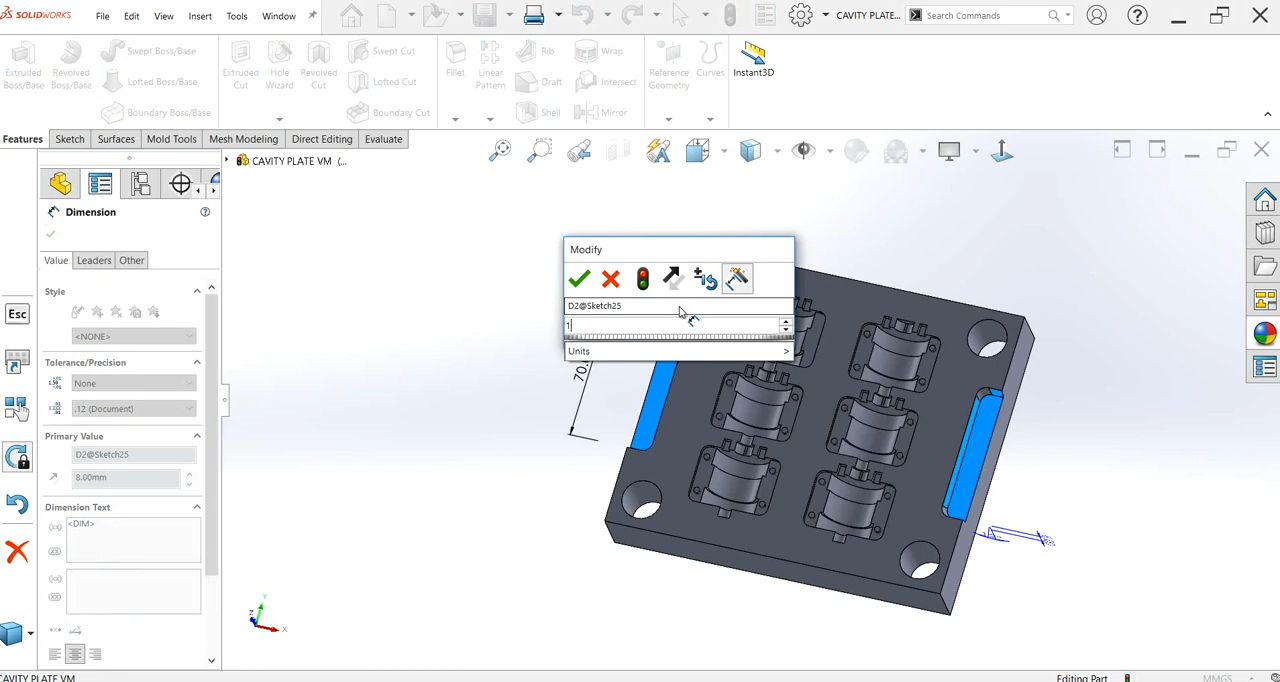 SOLIDWORKS File Edit View Insert Tools Window CAVITY PLATE... Search Commands
Extruded Boss/Base
Revolved Boss/Base
Swept Boss/Base
Lofted Boss/Base
Boundary Boss/Base
Extruded Cut
Hole Wizard
Revolved Cut
Swept Cut
Lofted Cut
Boundary Cut
Fillet
Linear Pattern
Rib
Draft
Shell
Wrap
Intersect
Mirror
Reference Geometry
Curves
Instant3D
Features Sketch Surfaces Mold Tools Mesh Modeling Direct Editing Evaluate
CAVITY PLATE VM (...
Dimension
Value Leaders Other
Style
<NONE>
Tolerance/Precision
None
.12 (Document)
Primary Value
D2@Sketch25
8.00mm
Dimension Text
<DIM>
Esc
Modify
D2@Sketch25
1
Units >
Y
Z
X
CAVITY PLATE VM Editing Part MMGS